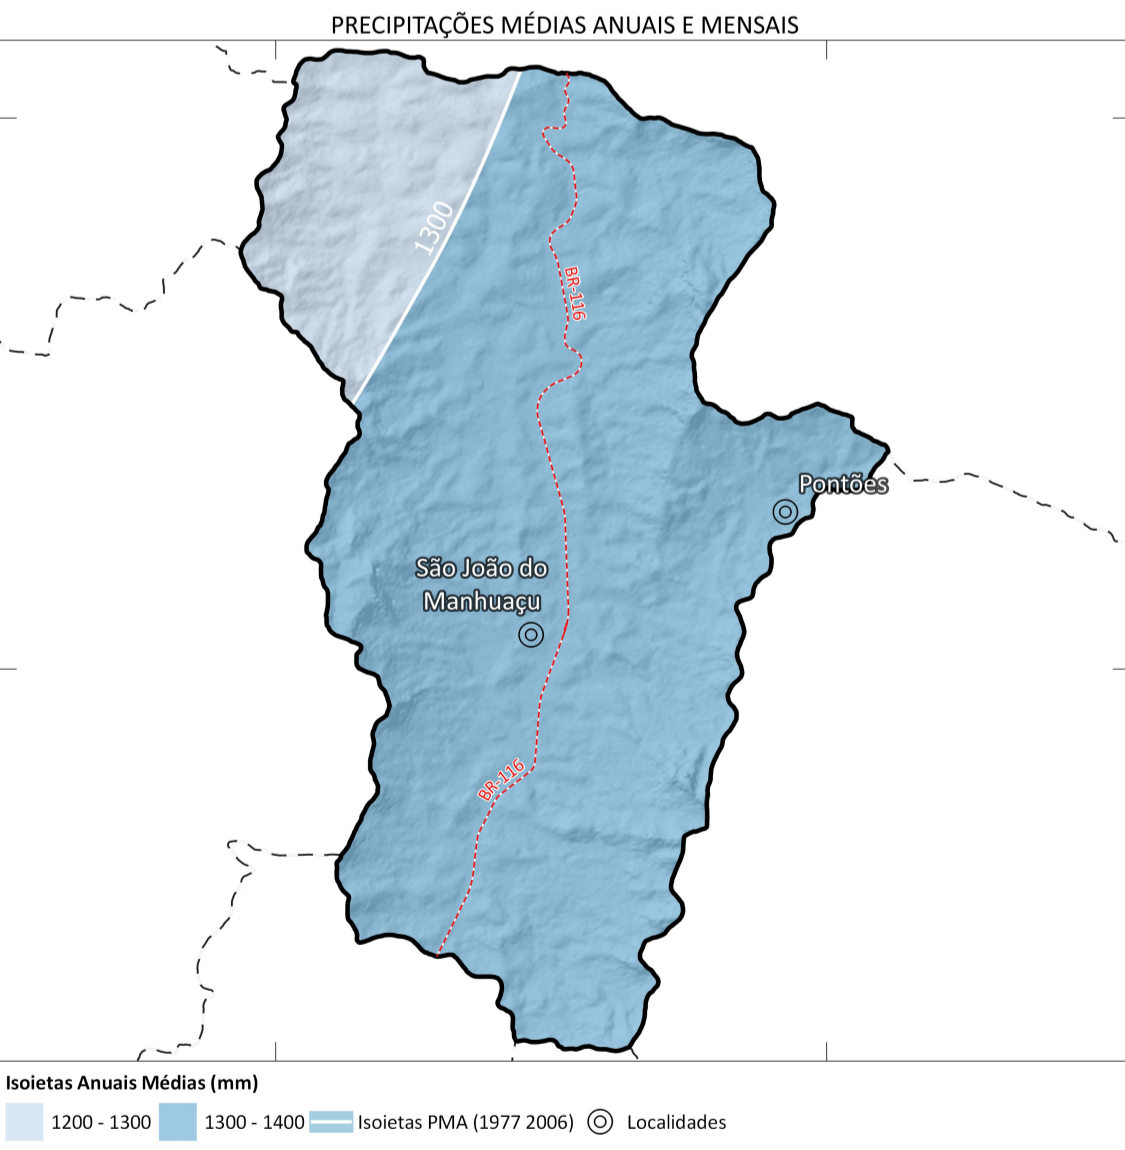 PRECIPITAÇÕES MÉDIAS ANUAIS E MENSAIS
1300
BR-116
Pontões
São João do
Manhuaçu
BR-116
Isoietas Anuais Médias (mm)
1200 - 1300
1300 - 1400
Isoietas PMA (1977 2006)
Localidades